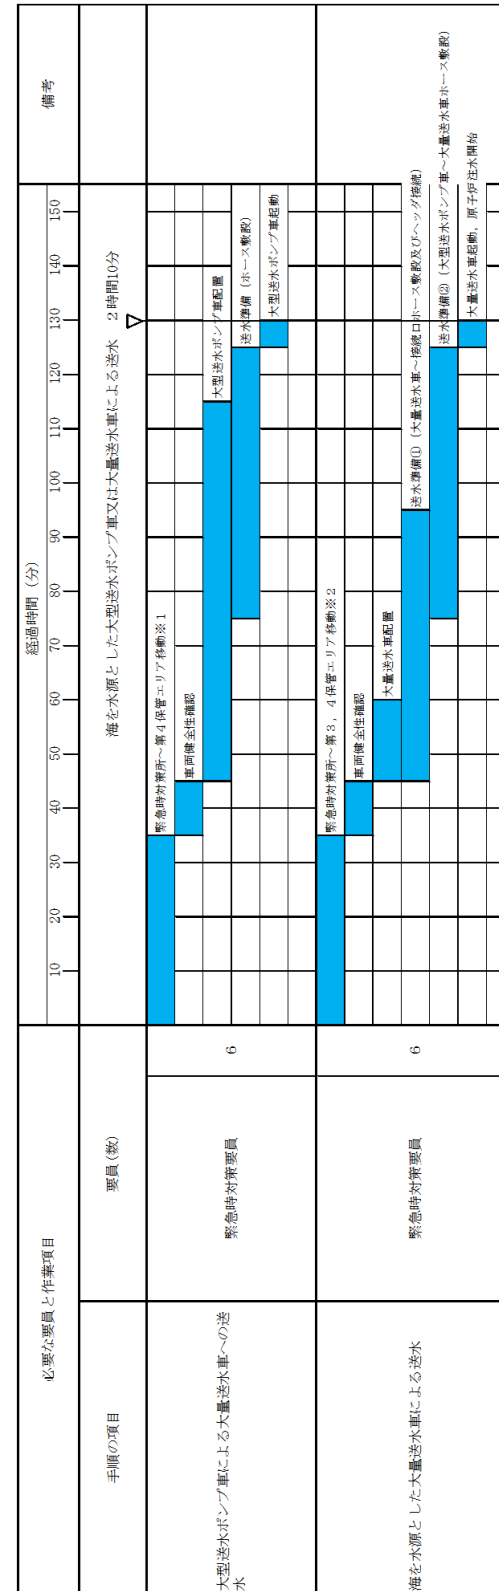 必要な要員と作業項目
経過時間（分）
備考
10 20 30 40 50 60 70 80 90 100 110 120 130 140 150
手順の項目
要員(数)
海を水源とした大型送水ポンプ車又は大量送水車による送水 2時間10分
▽
大型送水ポンプ車による大量送水車への送
水
緊急時対策要員
6
緊急時対策所～第４保管エリア移動※１
車両健全性確認
大型送水ポンプ車配置
送水準備（ホース敷設）
大型送水ポンプ車起動
海を水源とした大量送水車による送水
緊急時対策要員
6
緊急時対策所～第３，４保管エリア移動※２
車両健全性確認
大量送水車配置
送水準備①（大量送水車～接続口ホース敷設及びヘッダ接続）
送水準備②（大型送水ポンプ車～大量送水車ホース敷設）
大量送水車起動，原子炉注水開始